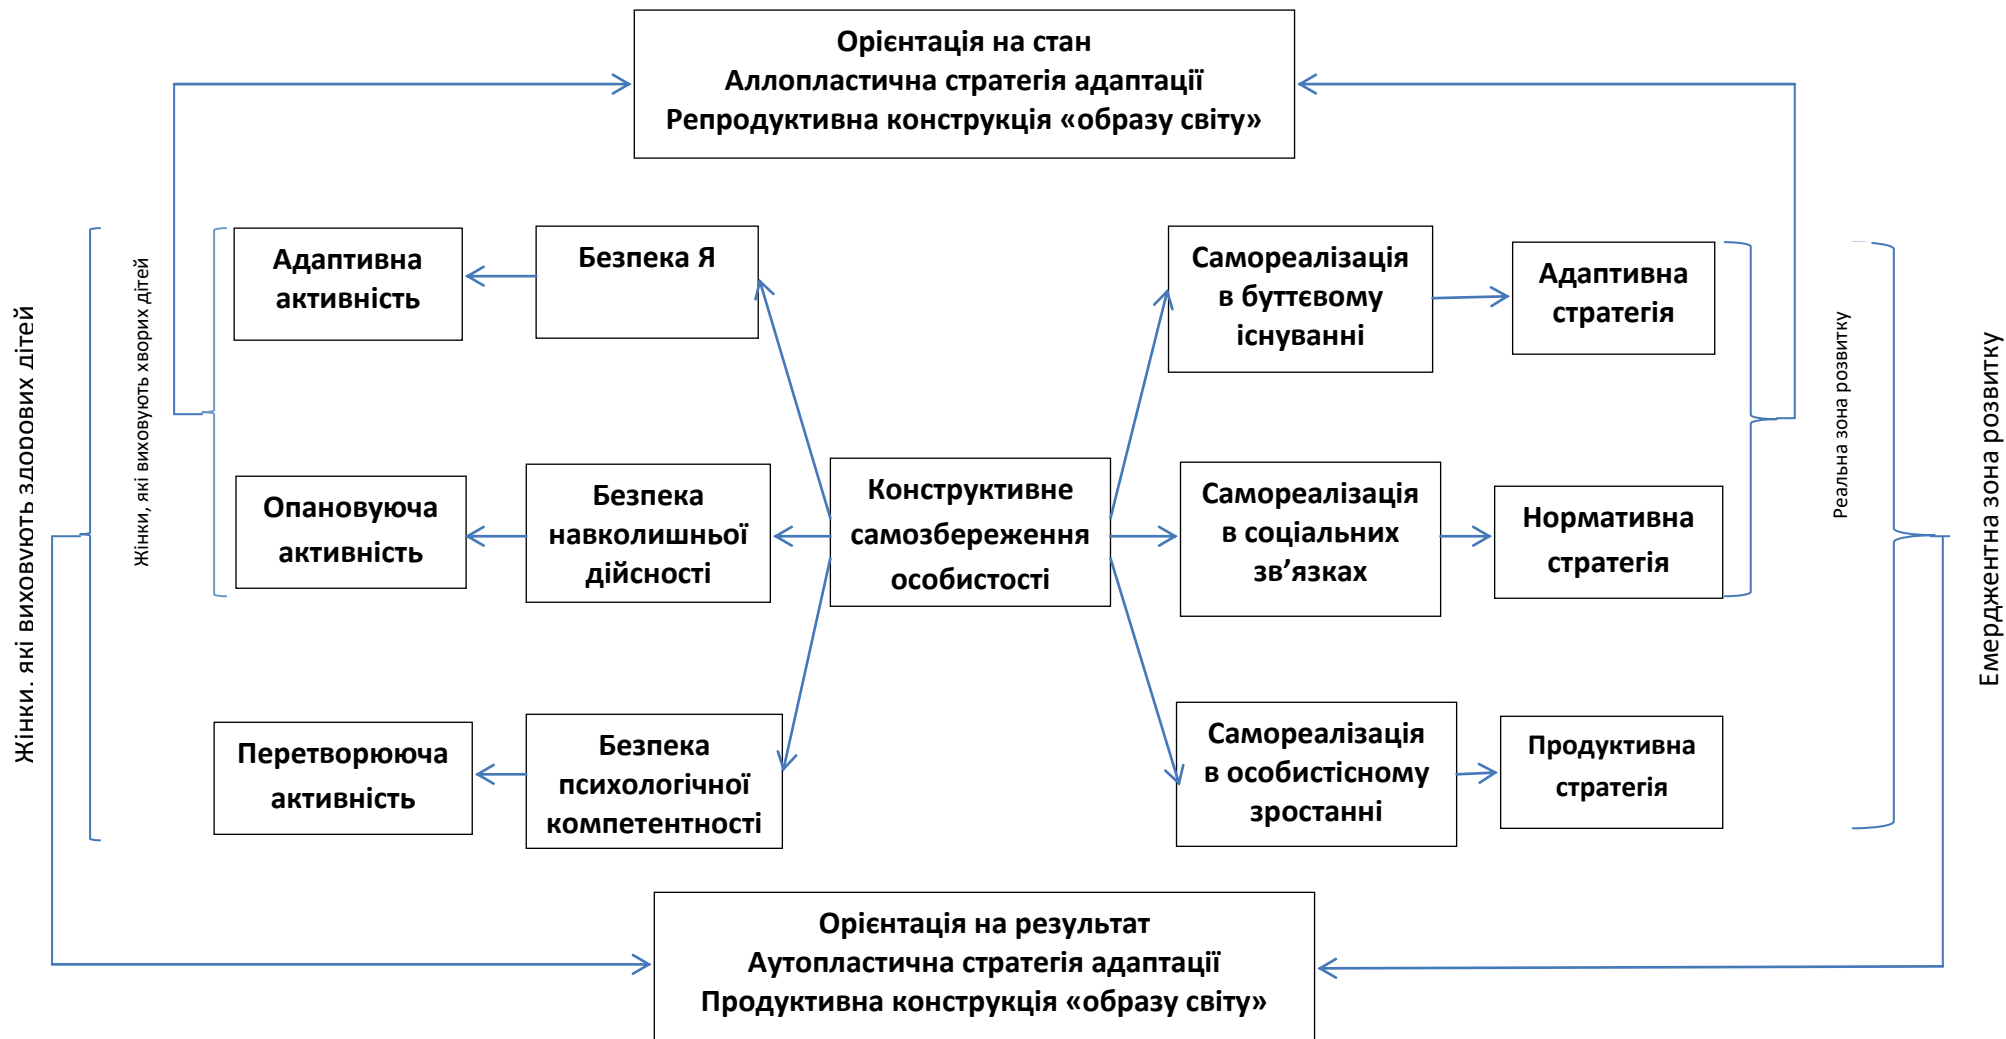 Орієнтація на стан
Аллопластична стратегія адаптації
Репродуктивна конструкція «образу світу»
Жінки. які виховують здорових дітей
Жінки, які виховують хворих дітей
Адаптивна
активність
Безпека Я
Самореалізація
в буттєвому
існуванні
Адаптивна
стратегія
Реальна зона розвитку
Емерджентна зона розвитку
Опановуюча
активність
Безпека
навколишньої
дійсності
Конструктивне
самозбереження
особистості
Самореалізація
в соціальних
зв’язках
Нормативна
стратегія
Перетворююча
активність
Безпека
психологічної
компетентності
Самореалізація
в особистісному
зростанні
Продуктивна
стратегія
Орієнтація на результат
Аутопластична стратегія адаптації
Продуктивна конструкція «образу світу»